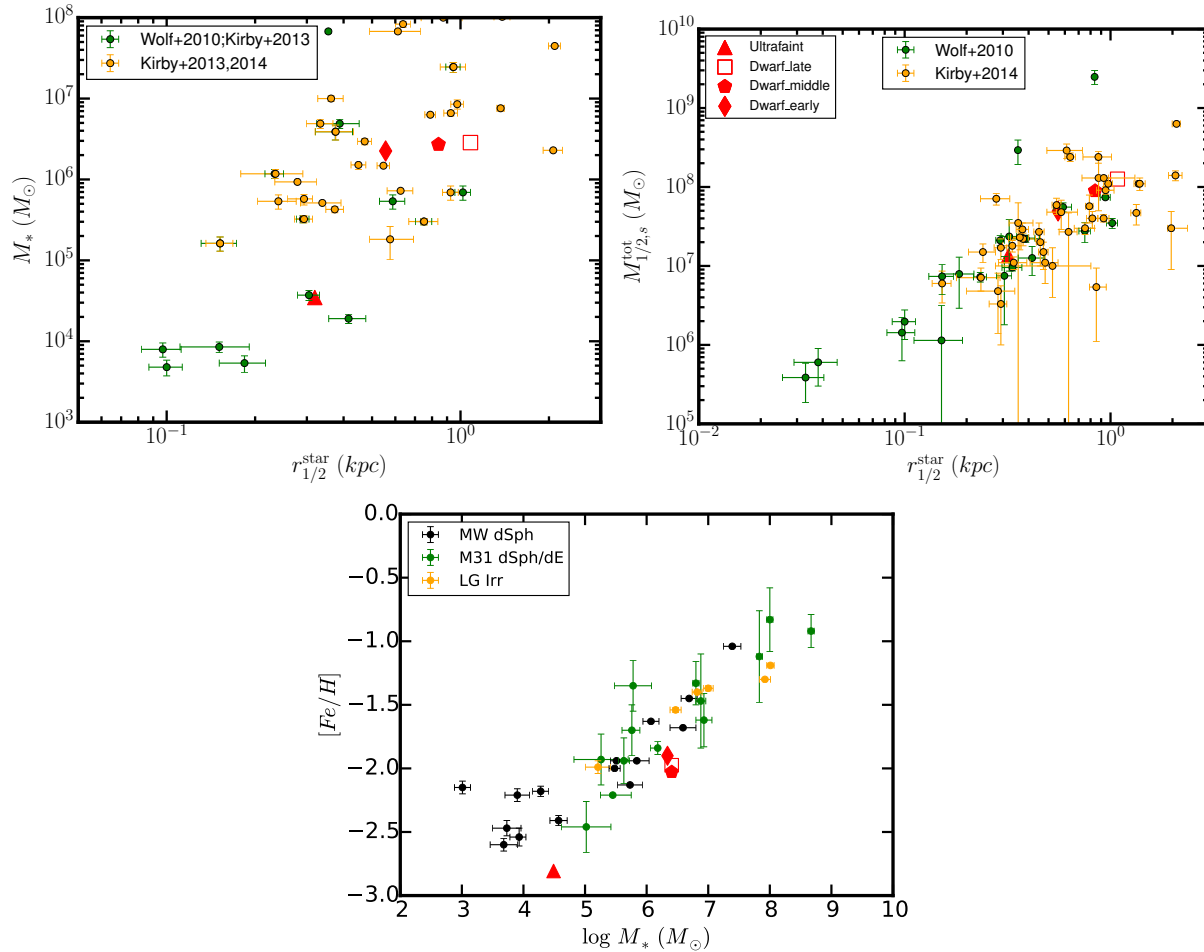 10^8
10^7
10^6
10^5
10^4
10^3
M_* (M_⊙)
Wolf+2010;Kirby+2013
Kirby+2013,2014
10^-1
10^0
r_{1/2}^{star} (kpc)
10^10
10^9
10^8
10^7
10^6
10^5
M_{1/2,s}^{tot} (M_⊙)
Ultrafaint
Dwarf_late
Dwarf_middle
Dwarf_early
Wolf+2010
Kirby+2014
10^-2
10^-1
10^0
r_{1/2}^{star} (kpc)
0.0
−0.5
−1.0
−1.5
−2.0
−2.5
−3.0
[Fe/H]
MW dSph
M31 dSph/dE
LG Irr
2 3 4 5 6 7 8 9 10
log M_* (M_⊙)